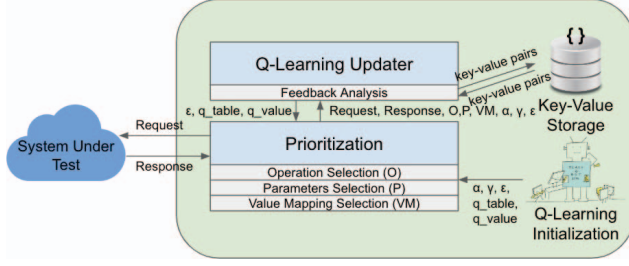 { }
Q-Learning Updater
Feedback Analysis
key-value pairs
key-value pairs
Key-Value
Storage
ε, q_table, q_value
Request, Response, O,P, VM, α, γ, ε
Request
Response
System Under
Test
Prioritization
Operation Selection (O)
Parameters Selection (P)
Value Mapping Selection (VM)
α, γ, ε,
q_table,
q_value
Q-Learning
Initialization